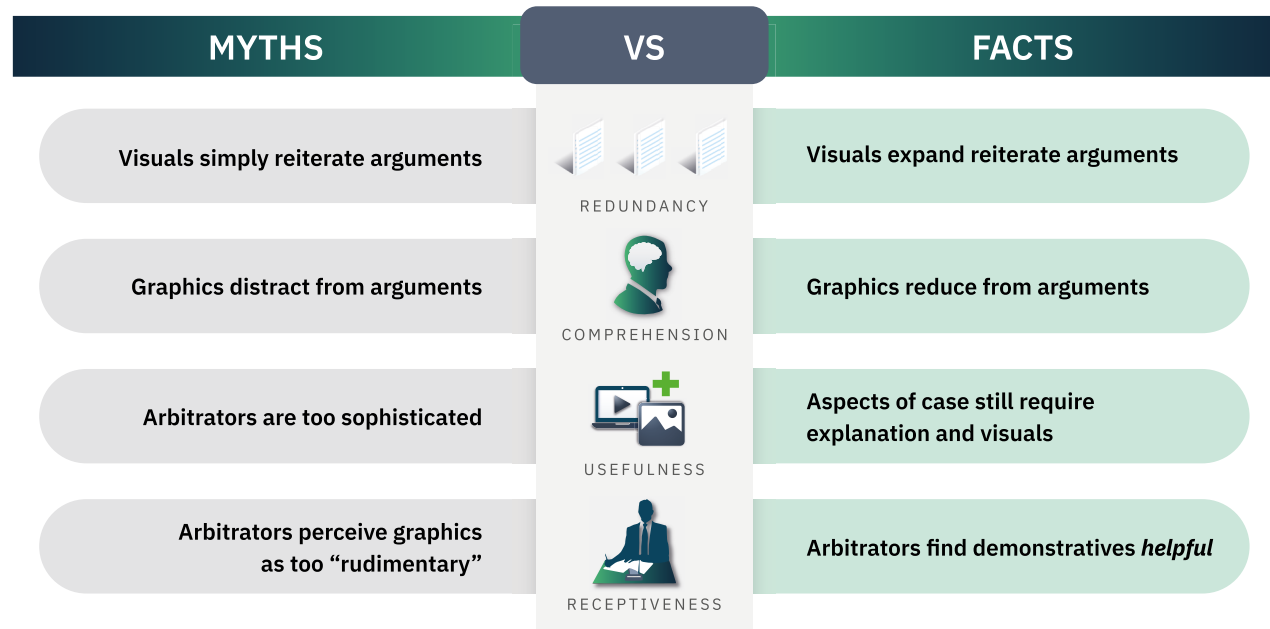 MYTHS VS FACTS
Visuals simply reiterate arguments
REDUNDANCY
Visuals expand reiterate arguments
Graphics distract from arguments
COMPREHENSION
Graphics reduce from arguments
Arbitrators are too sophisticated
USEFULNESS
Aspects of case still require
explanation and visuals
Arbitrators perceive graphics
as too “rudimentary”
RECEPTIVENESS
Arbitrators find demonstratives helpful